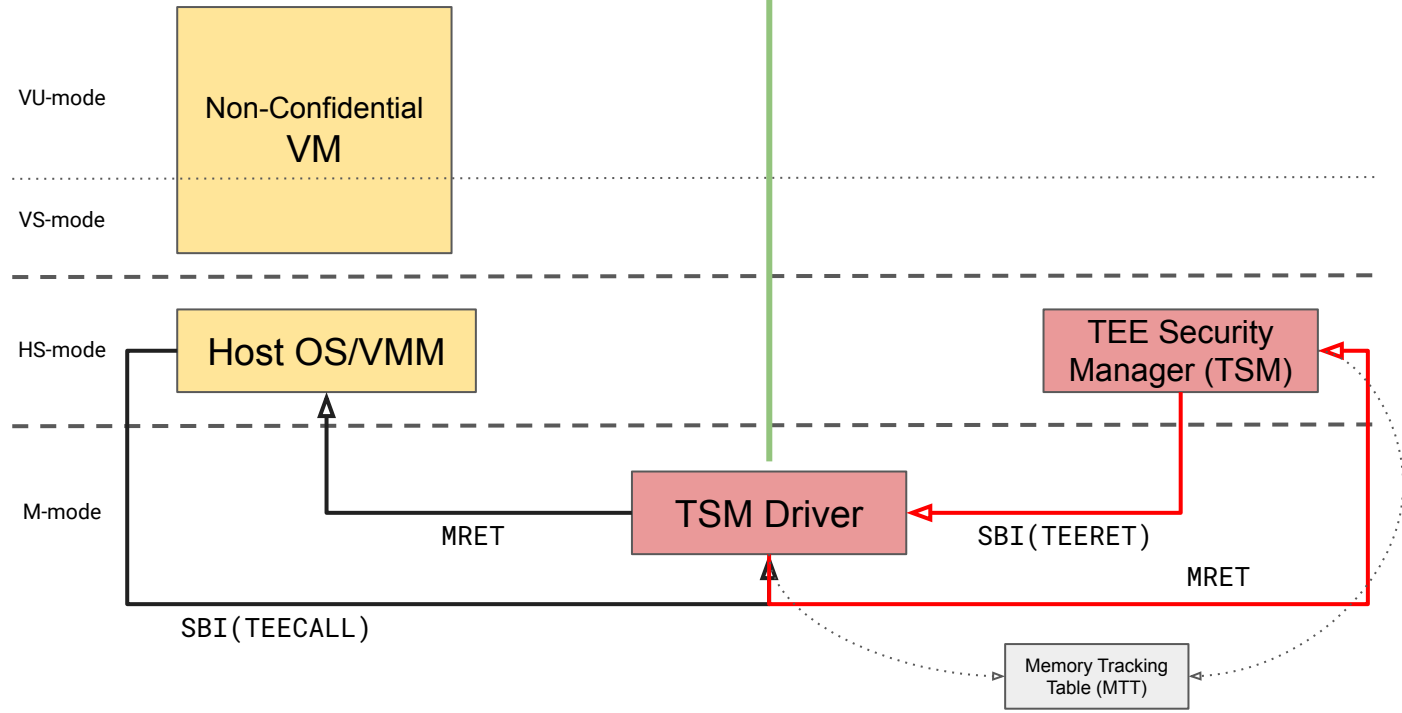 VU-mode
Non-Confidential
VM
VS-mode
HS-mode
Host OS/VMM
TEE Security
Manager (TSM)
M-mode
TSM Driver
MRET
SBI(TEERET)
MRET
SBI(TEECALL)
Memory Tracking
Table (MTT)